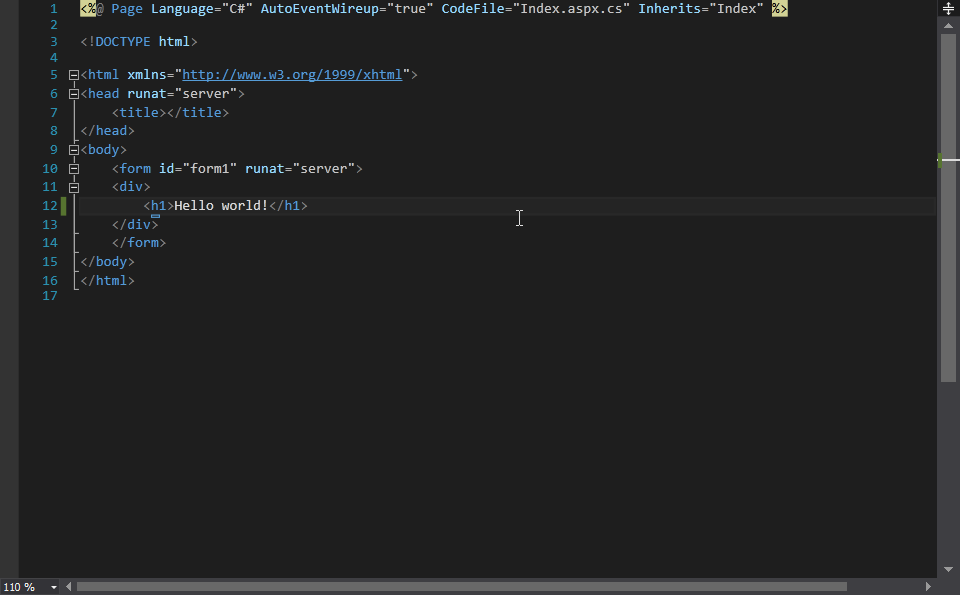 1 <%@ Page Language="C#" AutoEventWireup="true" CodeFile="Index.aspx.cs" Inherits="Index" %>
2
3 <!DOCTYPE html>
4
5 <html xmlns="http://www.w3.org/1999/xhtml">
6 <head runat="server">
7     <title></title>
8 </head>
9 <body>
10     <form id="form1" runat="server">
11     <div>
12         <h1>Hello world!</h1>
13     </div>
14     </form>
15 </body>
16 </html>
17
110 %